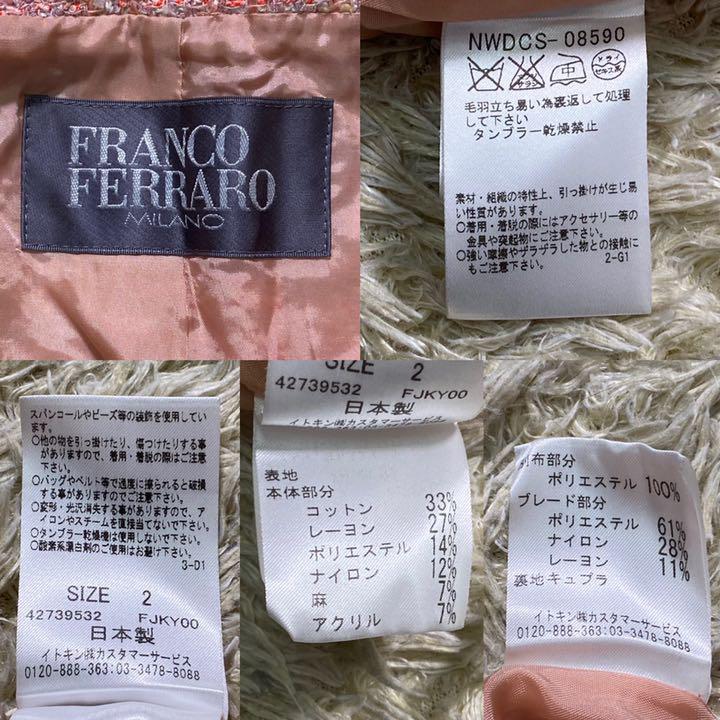 FRANCO
FERRARO
MILANO
NWDCS-08590
ドライ
セキユ系
毛羽立ち易い為裏返して処理
して下さい
タンブラー乾燥禁止
素材・組織の特性上、引っ掛けが生じ易
い性質があります。
○着用・着脱の際にはアクセサリー等の
金具や突起物にご注意下さい。
○強い摩擦やザラザラした物との接触に
もご注意下さい。
2-G1
スパンコールやビーズ等の装飾を使用してい
ます。
○他の物を引っ掛けたり、傷つけたりする事
がありますので、着用・着脱の際はご注意
下さい。
○バッグやベルト等で過度に擦られると破損
する事がありますのでご注意下さい。
○変形・光沢消失する事がありますので、ア
イロンやスチームを直接当てないで下さい。
○タンブラー乾燥機は使用しないで下さい。
○酸素系漂白剤のご使用はお避け下さい。
3-D1
SIZE 2
42739532 FJKY00
日本製
イトキン㈱カスタマーサービス
0120-888-363:03-3478-8088
SIZE 2
42739532 FJKY00
日本製
イトキン㈱カスタマーサービス
表地
本体部分
コットン 33%
レーヨン 27%
ポリエステル 14%
ナイロン 12%
麻 7%
アクリル 7%
別布部分
ポリエステル 100%
ブレード部分
ポリエステル 61%
ナイロン 28%
レーヨン 11%
裏地キュプラ
イトキン㈱カスタマーサービス
0120-888-363:03-3478-8088